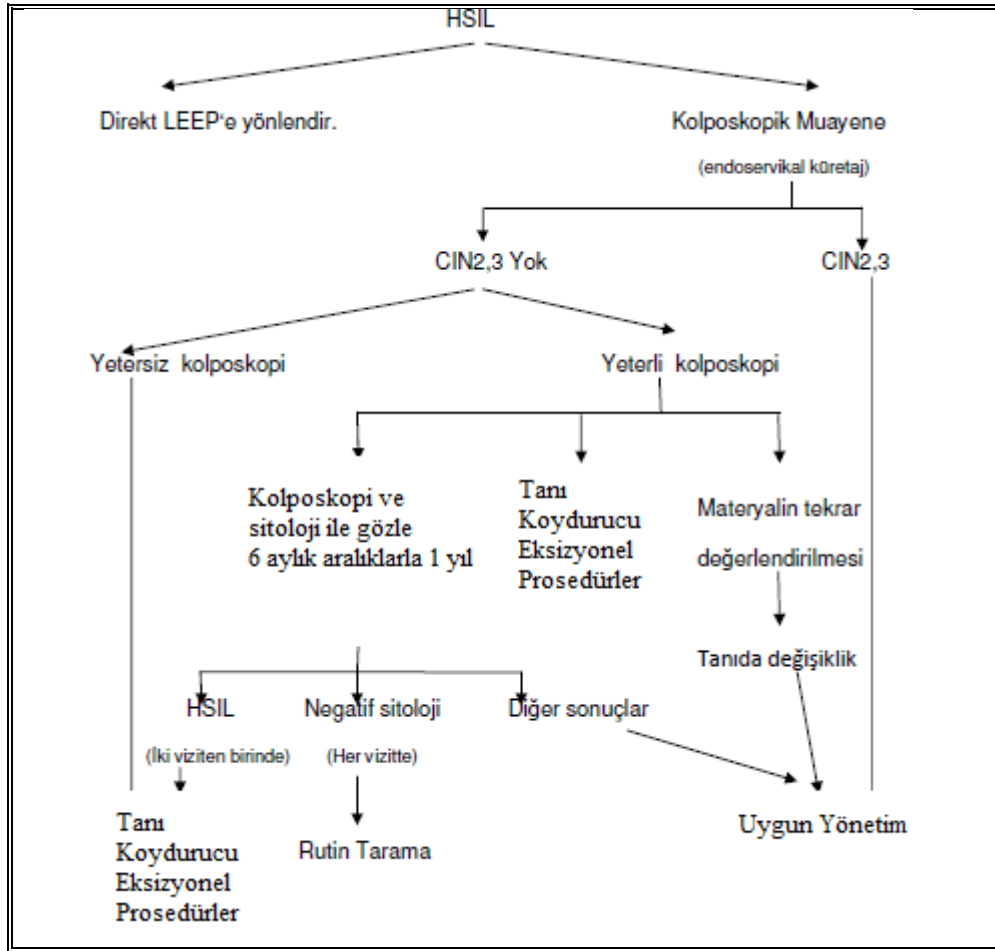 HSIL
Direkt LEEP'e yönlendir.
Kolposkopik Muayene
(endoservikal küretaj)
CIN2,3 Yok
CIN2,3
Yetersiz kolposkopi
Yeterli kolposkopi
Kolposkopi ve
sitoloji ile gözle
6 aylık aralıklarla 1 yıl
Tanı
Koydurucu
Eksizyonel
Prosedürler
Materyalin tekrar
değerlendirilmesi
Tanıda değişiklik
HSIL
(İki viziten birinde)
Negatif sitoloji
(Her vizitte)
Diğer sonuçlar
Tanı
Koydurucu
Eksizyonel
Prosedürler
Rutin Tarama
Uygun Yönetim